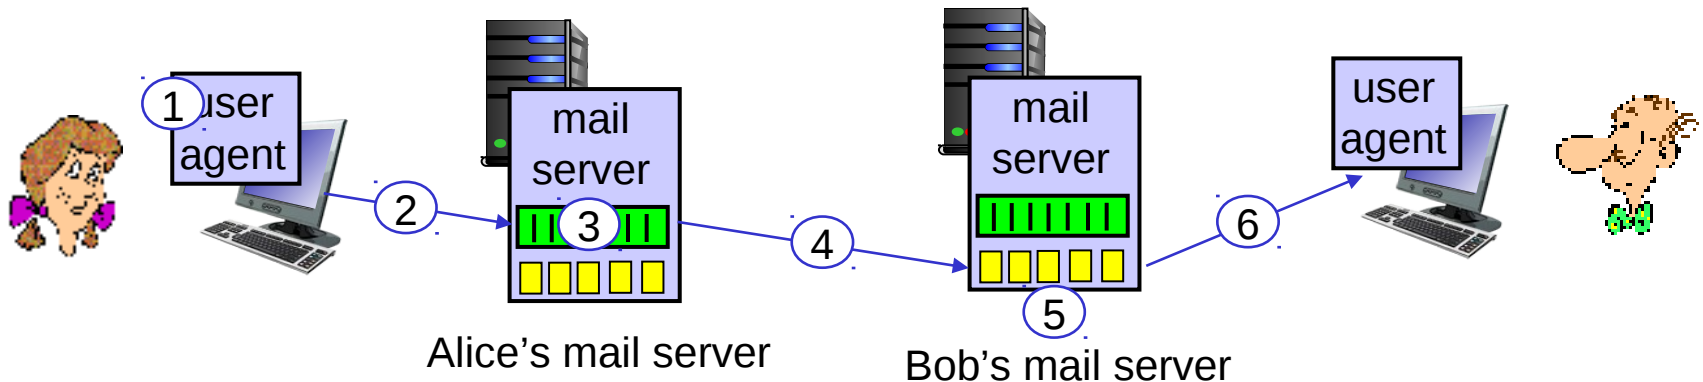 1
user
agent
2
mail
server
3
Alice's mail server
4
mail
server
5
Bob's mail server
6
user
agent